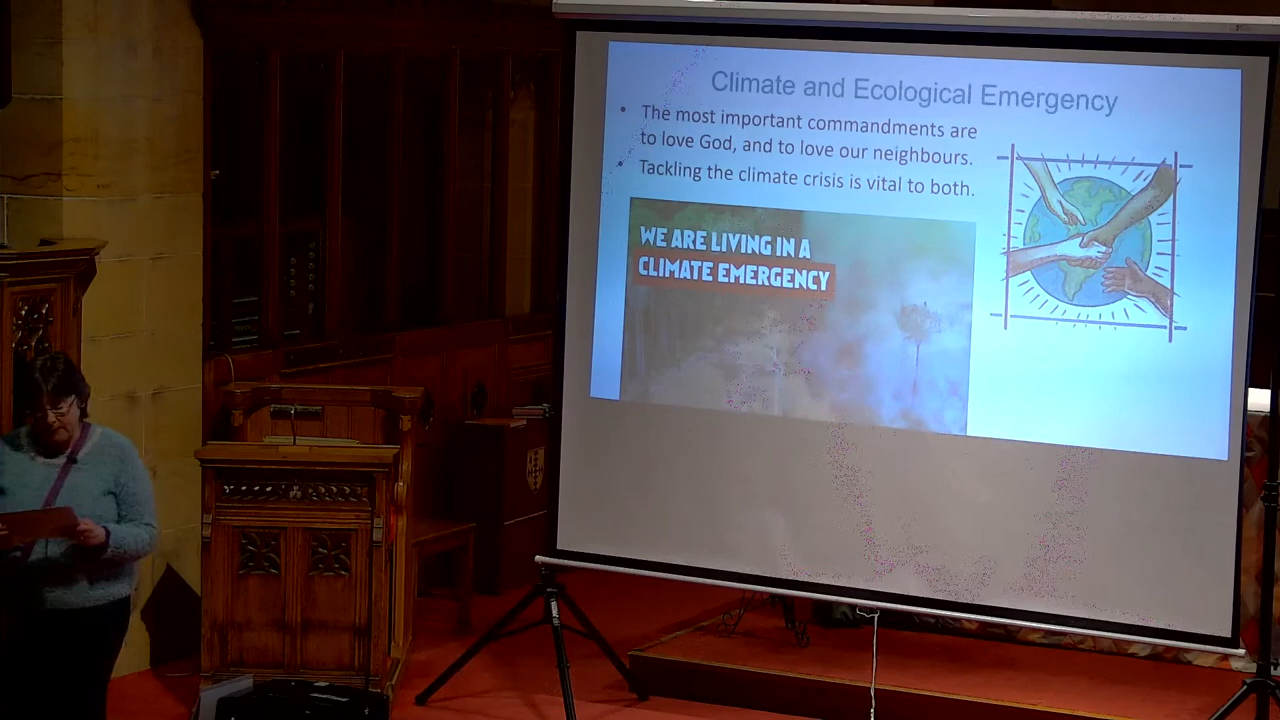 Climate and Ecological Emergency
• The most important commandments are
to love God, and to love our neighbours.
• Tackling the climate crisis is vital to both.
WE ARE LIVING IN A
CLIMATE EMERGENCY